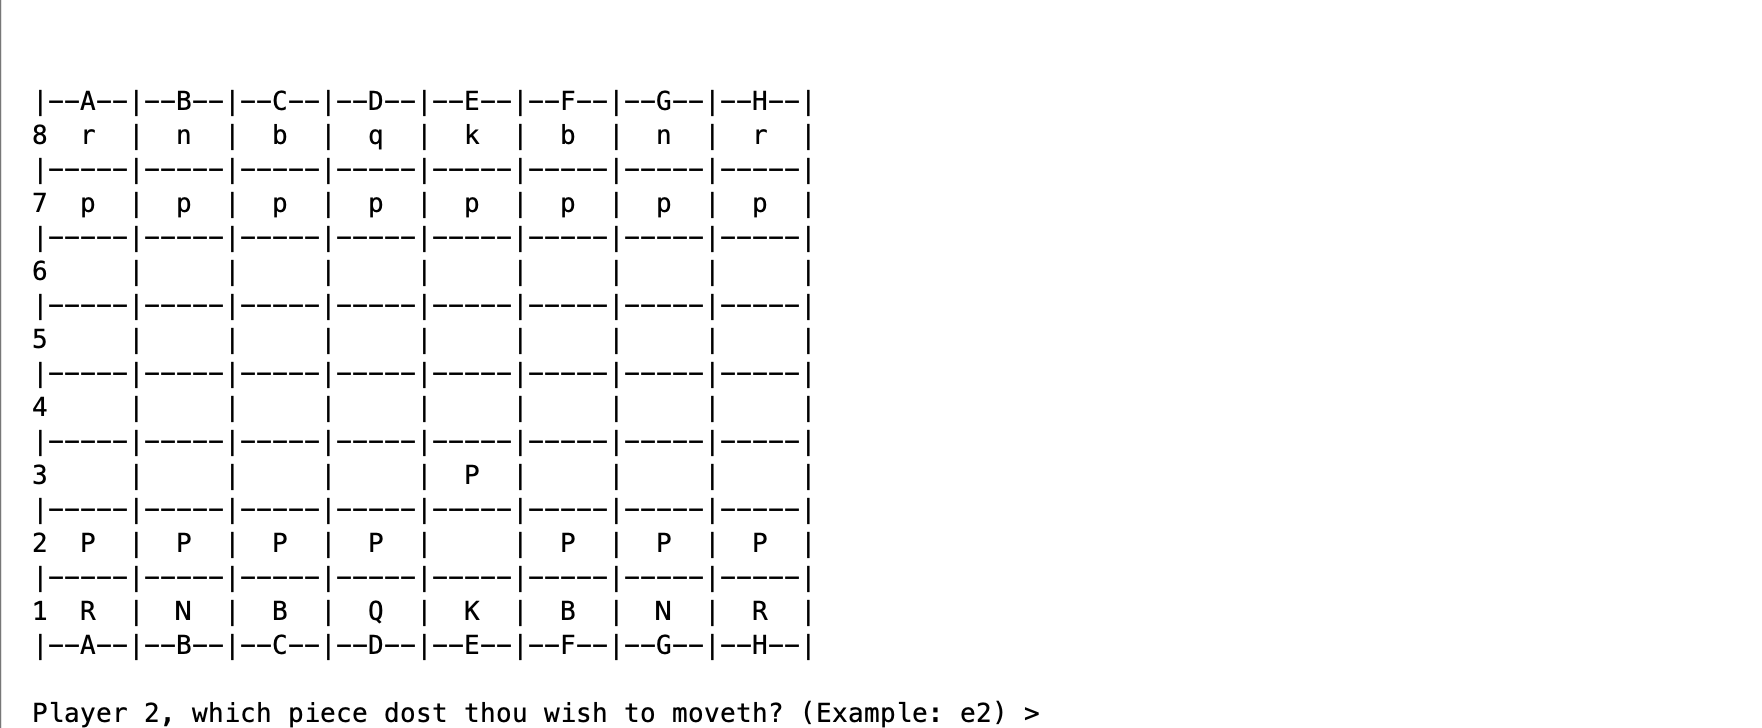 |--A--|--B--|--C--|--D--|--E--|--F--|--G--|--H--|
8  r  |  n  |  b  |  q  |  k  |  b  |  n  |  r  |
|-----|-----|-----|-----|-----|-----|-----|-----|
7  p  |  p  |  p  |  p  |  p  |  p  |  p  |  p  |
|-----|-----|-----|-----|-----|-----|-----|-----|
6     |     |     |     |     |     |     |     |
|-----|-----|-----|-----|-----|-----|-----|-----|
5     |     |     |     |     |     |     |     |
|-----|-----|-----|-----|-----|-----|-----|-----|
4     |     |     |     |     |     |     |     |
|-----|-----|-----|-----|-----|-----|-----|-----|
3     |     |     |     |  P  |     |     |     |
|-----|-----|-----|-----|-----|-----|-----|-----|
2  P  |  P  |  P  |  P  |     |  P  |  P  |  P  |
|-----|-----|-----|-----|-----|-----|-----|-----|
1  R  |  N  |  B  |  Q  |  K  |  B  |  N  |  R  |
|--A--|--B--|--C--|--D--|--E--|--F--|--G--|--H--|
Player 2, which piece dost thou wish to moveth? (Example: e2) >